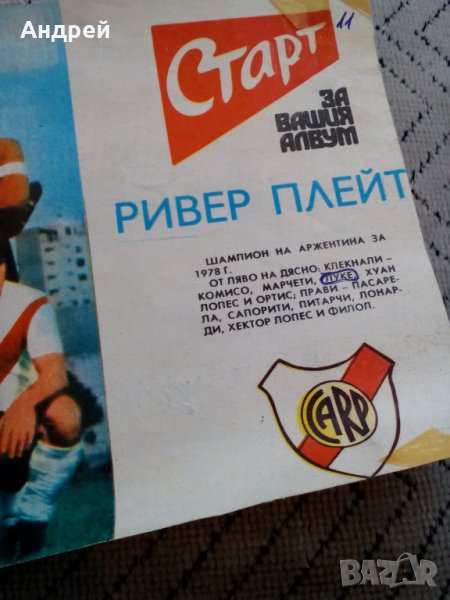 Андрей
11
Старт
ЗА
ВАШИЯ
АЛБУМ
РИВЕР ПЛЕЙТ
ШАМПИОН НА АРЖЕНТИНА ЗА
1978 Г.
ОТ ЛЯВО НА ДЯСНО: КЛЕКНАЛИ –
КОМИСО, МАРЧЕТИ, ЛУКЕ, ХУАН
ЛОПЕС И ОРТИС, ПРАВИ – ПАСАРЕ-
ЛА, САПОРИТИ, ПИТАРЧИ, ЛОНАР-
ДИ, ХЕКТОР ЛОПЕС И ФИЛОЛ.
CARP
BAZAR